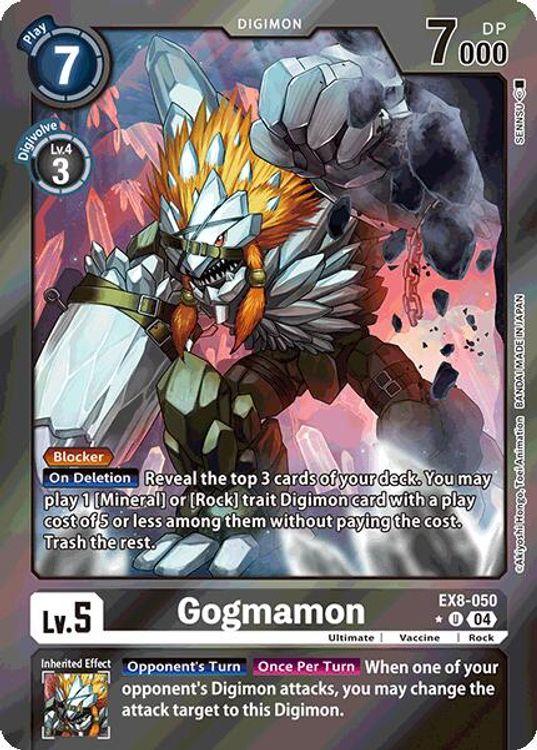 DIGIMON
Play
7
7000
DP
Digivolve
Lv.4
3
SENNSU
©Akiyoshi Hongo, Toei Animation BANDAI MADE IN JAPAN
Blocker
On Deletion Reveal the top 3 cards of your deck. You may
play 1 [Mineral] or [Rock] trait Digimon card with a play
cost of 5 or less among them without paying the cost.
Trash the rest.
Lv.5
Gogmamon
EX8-050
U 04
Ultimate | Vaccine | Rock
Inherited Effect
Opponent's Turn Once Per Turn When one of your
opponent's Digimon attacks, you may change the
attack target to this Digimon.